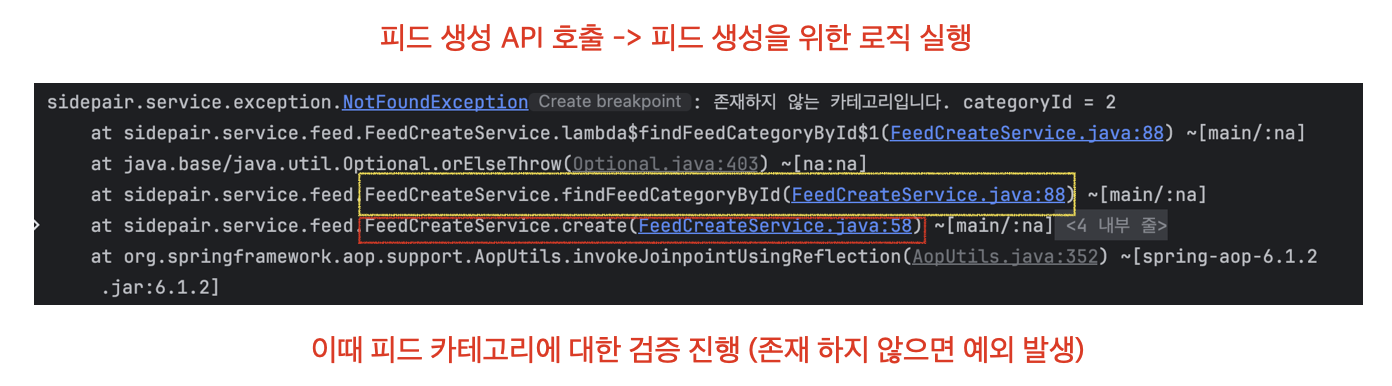 피드 생성 API 호출 -> 피드 생성을 위한 로직 실행
sidepair.service.exception.NotFoundException Create breakpoint : 존재하지 않는 카테고리입니다. categoryId = 2
at sidepair.service.feed.FeedCreateService.lambda$findFeedCategoryById$1(FeedCreateService.java:88) ~[main/:na]
at java.base/java.util.Optional.orElseThrow(Optional.java:403) ~[na:na]
at sidepair.service.feed.FeedCreateService.findFeedCategoryById(FeedCreateService.java:88) ~[main/:na]
at sidepair.service.feed.FeedCreateService.create(FeedCreateService.java:58) ~[main/:na] <4 내부 줄>
at org.springframework.aop.support.AopUtils.invokeJoinpointUsingReflection(AopUtils.java:352) ~[spring-aop-6.1.2
.jar:6.1.2]
이때 피드 카테고리에 대한 검증 진행 (존재 하지 않으면 예외 발생)